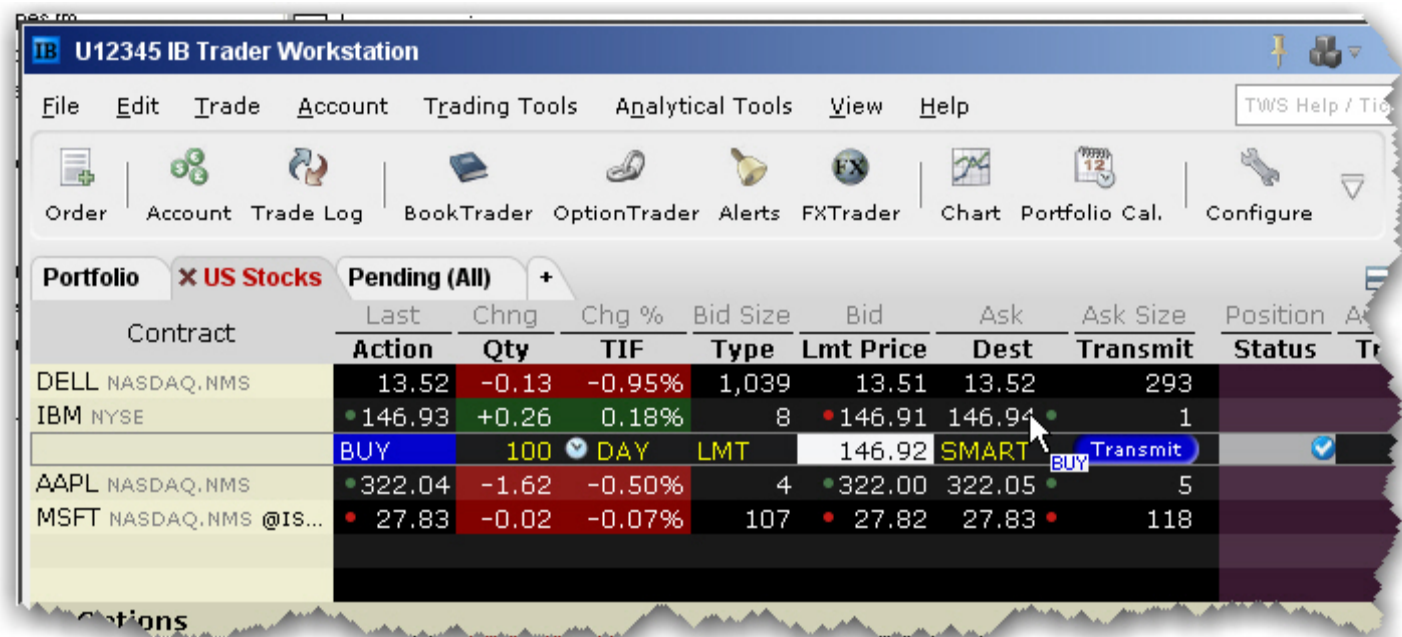 IB U12345 IB Trader Workstation
File Edit Trade Account Trading Tools Analytical Tools View Help TWS Help / Tic
12
FX
Order Account Trade Log BookTrader OptionTrader Alerts FXTrader Chart Portfolio Cal. Configure
Portfolio US Stocks Pending (All) +
Contract
Last Chng Chg % Bid Size Bid Ask Ask Size Position
Action Qty TIF Type Lmt Price Dest Transmit Status
DELL NASDAQ.NMS 13.52 -0.13 -0.95% 1,039 13.51 13.52 293
IBM NYSE 146.93 +0.26 0.18% 8 146.91 146.94 1
BUY 100 DAY LMT 146.92 SMART Transmit
BUY
AAPL NASDAQ.NMS 322.04 -1.62 -0.50% 4 322.00 322.05 5
MSFT NASDAQ.NMS @IS... 27.83 -0.02 -0.07% 107 27.82 27.83 118
Options